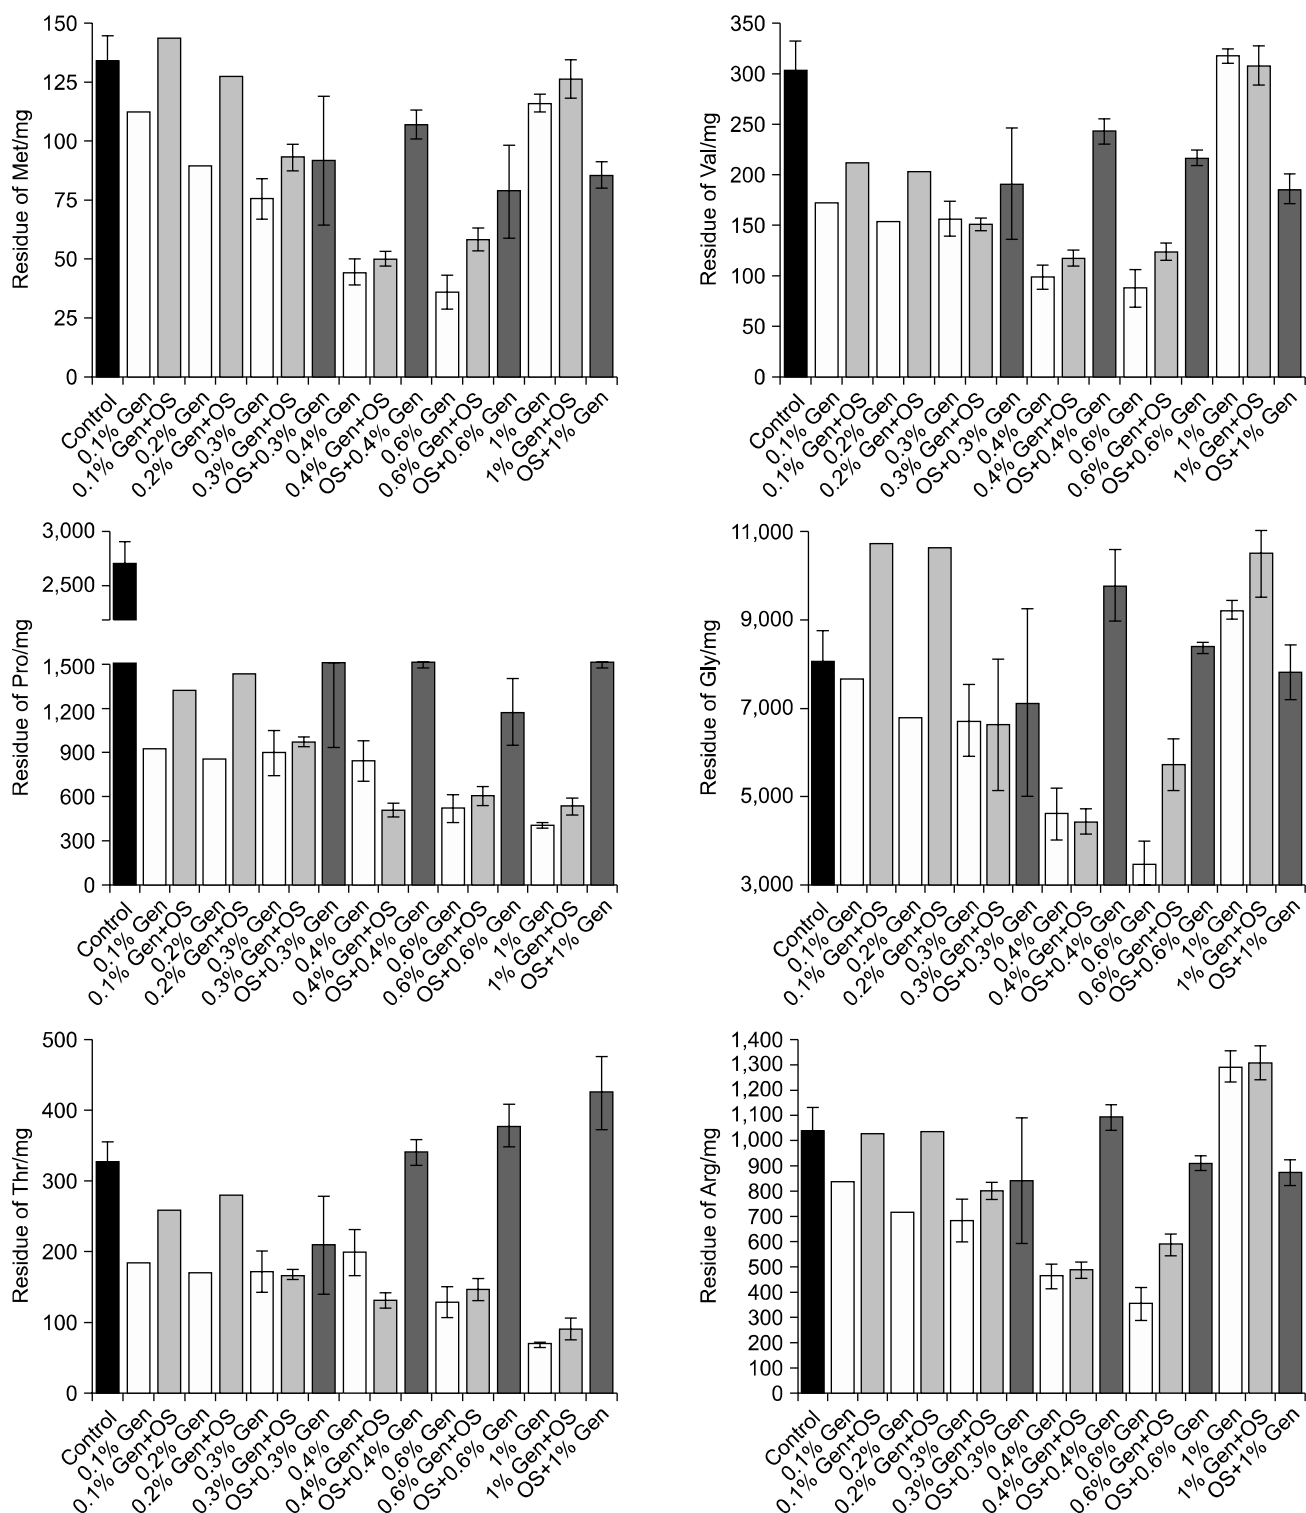 Residue of Met/mg
150
125
100
75
50
25
0
Control
0.1% Gen
0.1% Gen+OS
0.2% Gen
0.2% Gen+OS
0.3% Gen
0.3% Gen+OS
OS+0.3% Gen
0.4% Gen
0.4% Gen+OS
OS+0.4% Gen
0.6% Gen
0.6% Gen+OS
OS+0.6% Gen
1% Gen
1% Gen+OS
OS+1% Gen
Residue of Val/mg
350
300
250
200
150
100
50
0
Control
0.1% Gen
0.1% Gen+OS
0.2% Gen
0.2% Gen+OS
0.3% Gen
0.3% Gen+OS
OS+0.3% Gen
0.4% Gen
0.4% Gen+OS
OS+0.4% Gen
0.6% Gen
0.6% Gen+OS
OS+0.6% Gen
1% Gen
1% Gen+OS
OS+1% Gen
Residue of Pro/mg
3,000
2,500
1,500
1,200
900
600
300
0
Control
0.1% Gen
0.1% Gen+OS
0.2% Gen
0.2% Gen+OS
0.3% Gen
0.3% Gen+OS
OS+0.3% Gen
0.4% Gen
0.4% Gen+OS
OS+0.4% Gen
0.6% Gen
0.6% Gen+OS
OS+0.6% Gen
1% Gen
1% Gen+OS
OS+1% Gen
Residue of Gly/mg
11,000
9,000
7,000
5,000
3,000
Control
0.1% Gen
0.1% Gen+OS
0.2% Gen
0.2% Gen+OS
0.3% Gen
0.3% Gen+OS
OS+0.3% Gen
0.4% Gen
0.4% Gen+OS
OS+0.4% Gen
0.6% Gen
0.6% Gen+OS
OS+0.6% Gen
1% Gen
1% Gen+OS
OS+1% Gen
Residue of Thr/mg
500
400
300
200
100
0
Control
0.1% Gen
0.1% Gen+OS
0.2% Gen
0.2% Gen+OS
0.3% Gen
0.3% Gen+OS
OS+0.3% Gen
0.4% Gen
0.4% Gen+OS
OS+0.4% Gen
0.6% Gen
0.6% Gen+OS
OS+0.6% Gen
1% Gen
1% Gen+OS
OS+1% Gen
Residue of Arg/mg
1,400
1,300
1,200
1,100
1,000
900
800
700
600
500
400
300
200
100
0
Control
0.1% Gen
0.1% Gen+OS
0.2% Gen
0.2% Gen+OS
0.3% Gen
0.3% Gen+OS
OS+0.3% Gen
0.4% Gen
0.4% Gen+OS
OS+0.4% Gen
0.6% Gen
0.6% Gen+OS
OS+0.6% Gen
1% Gen
1% Gen+OS
OS+1% Gen